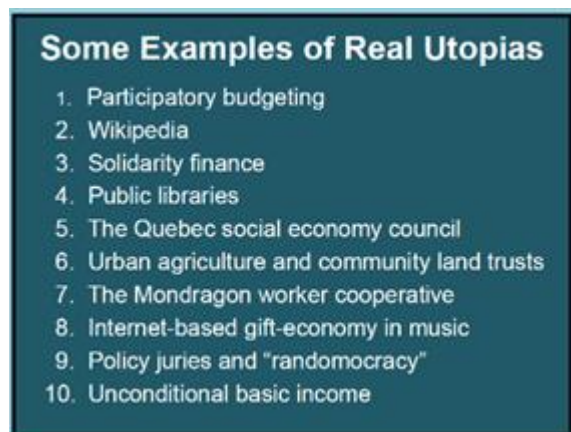 Some Examples of Real Utopias
1. Participatory budgeting
2. Wikipedia
3. Solidarity finance
4. Public libraries
5. The Quebec social economy council
6. Urban agriculture and community land trusts
7. The Mondragon worker cooperative
8. Internet-based gift-economy in music
9. Policy juries and “randomocracy”
10. Unconditional basic income